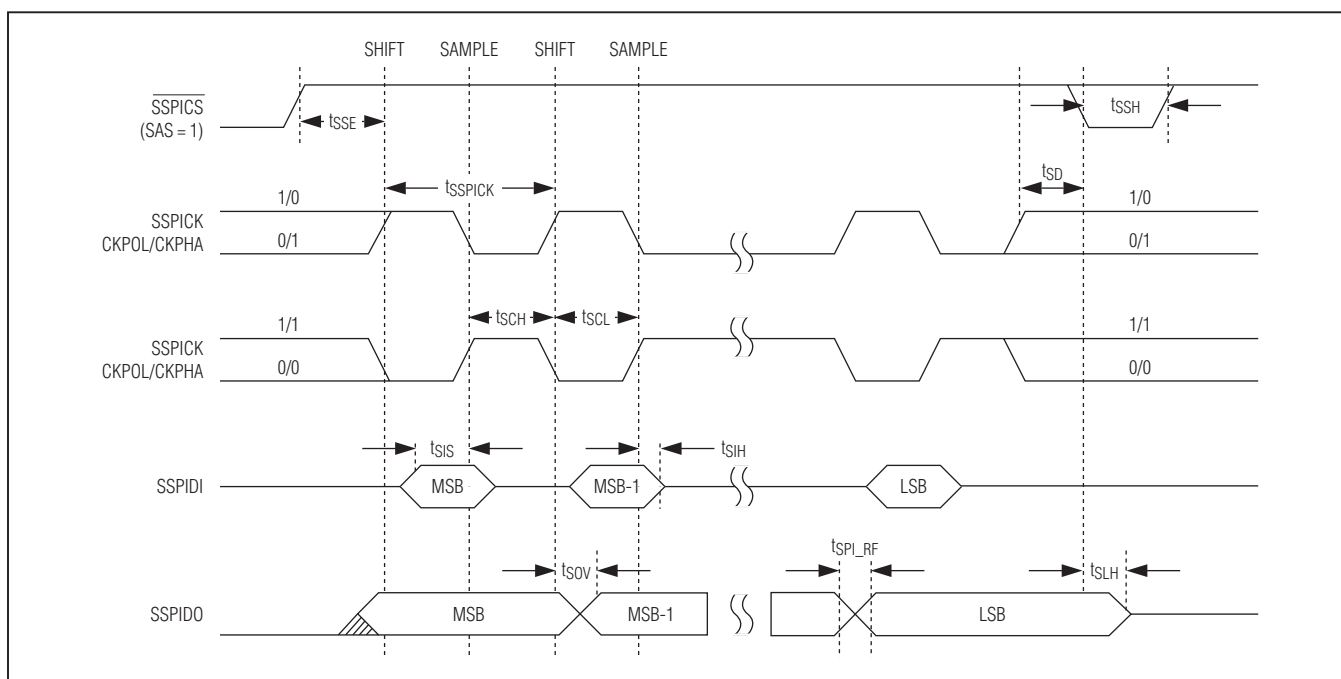 SHIFT SAMPLE SHIFT SAMPLE
SSPICS
(SAS = 1)
tSSE
tSSH
tSSPICK
tSD
SSPICK
CKPOL/CKPHA
1/0
0/1
1/0
0/1
tSCH
tSCL
SSPICK
CKPOL/CKPHA
1/1
0/0
1/1
0/0
tSIS
tSIH
SSPIDI
MSB
MSB-1
LSB
tSOV
tSPI_RF
tSLH
SSPIDO
MSB
MSB-1
LSB